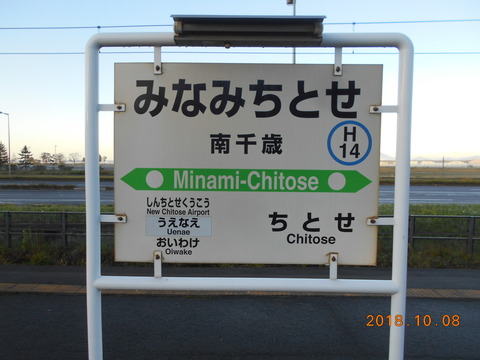 みなみちとせ
南千歳
H
14
Minami-Chitose
しんちとせくうこう
New Chitose Airport
うえなえ
Uenae
おいわけ
Oiwake
ちとせ
Chitose
2018.10.08